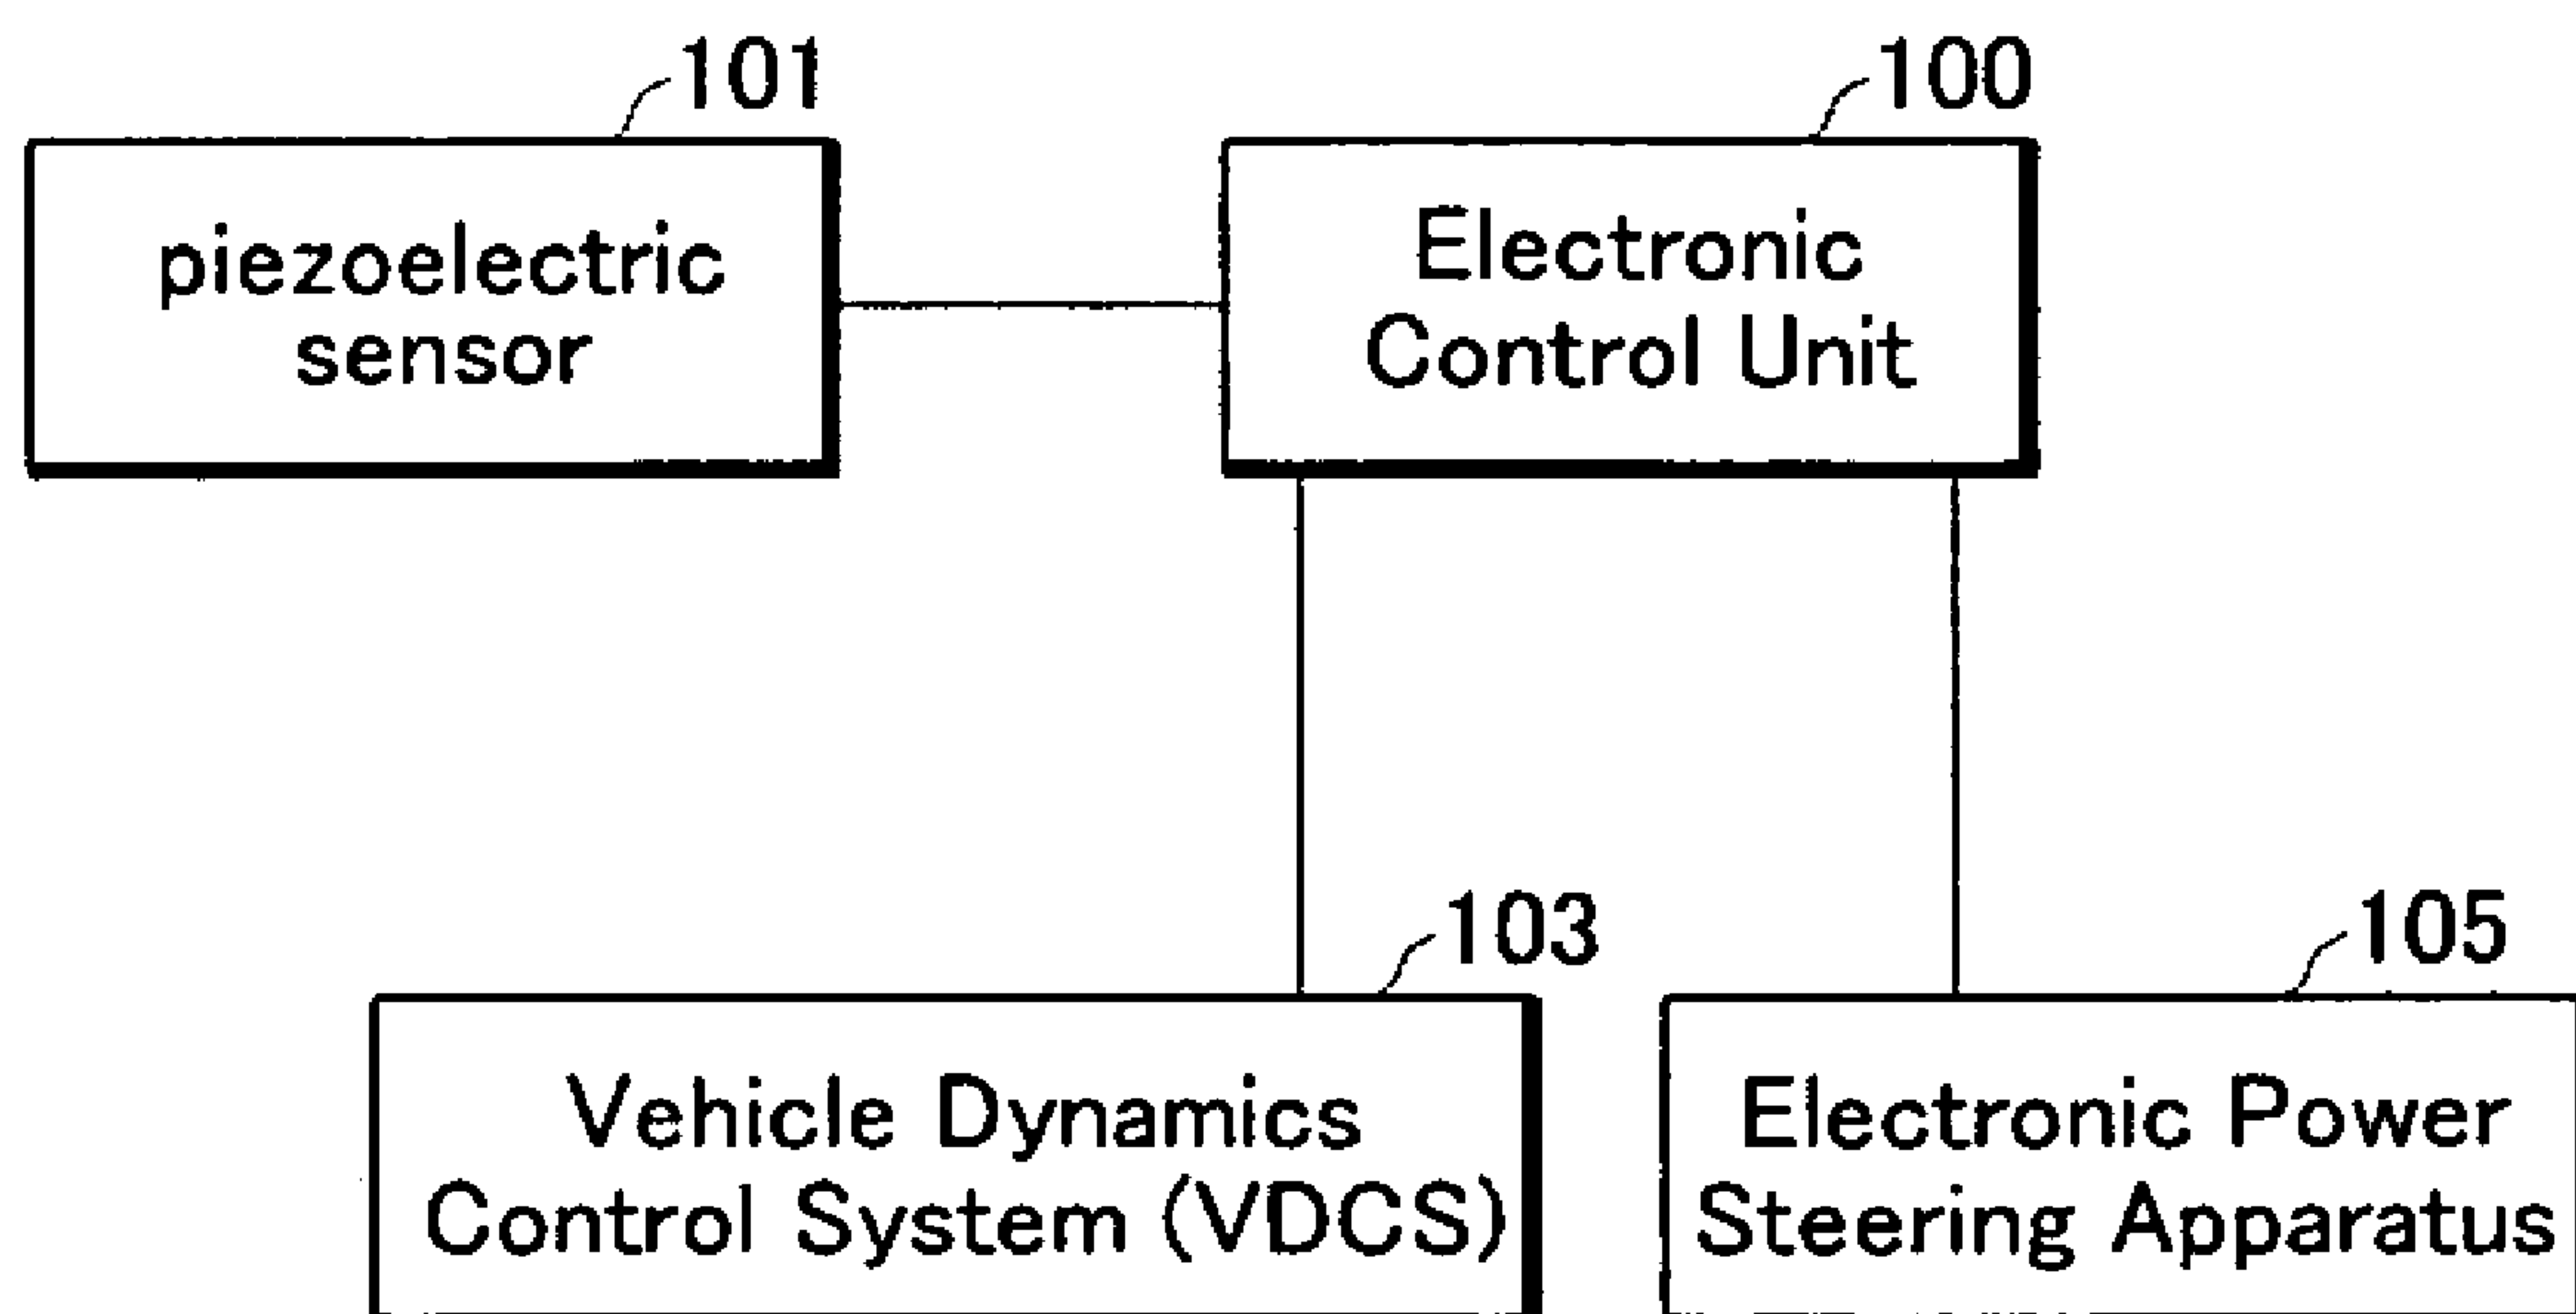 101
100
piezoelectric
sensor
Electronic
Control Unit
103
105
Vehicle Dynamics
Control System (VDCS)
Electronic Power
Steering Apparatus